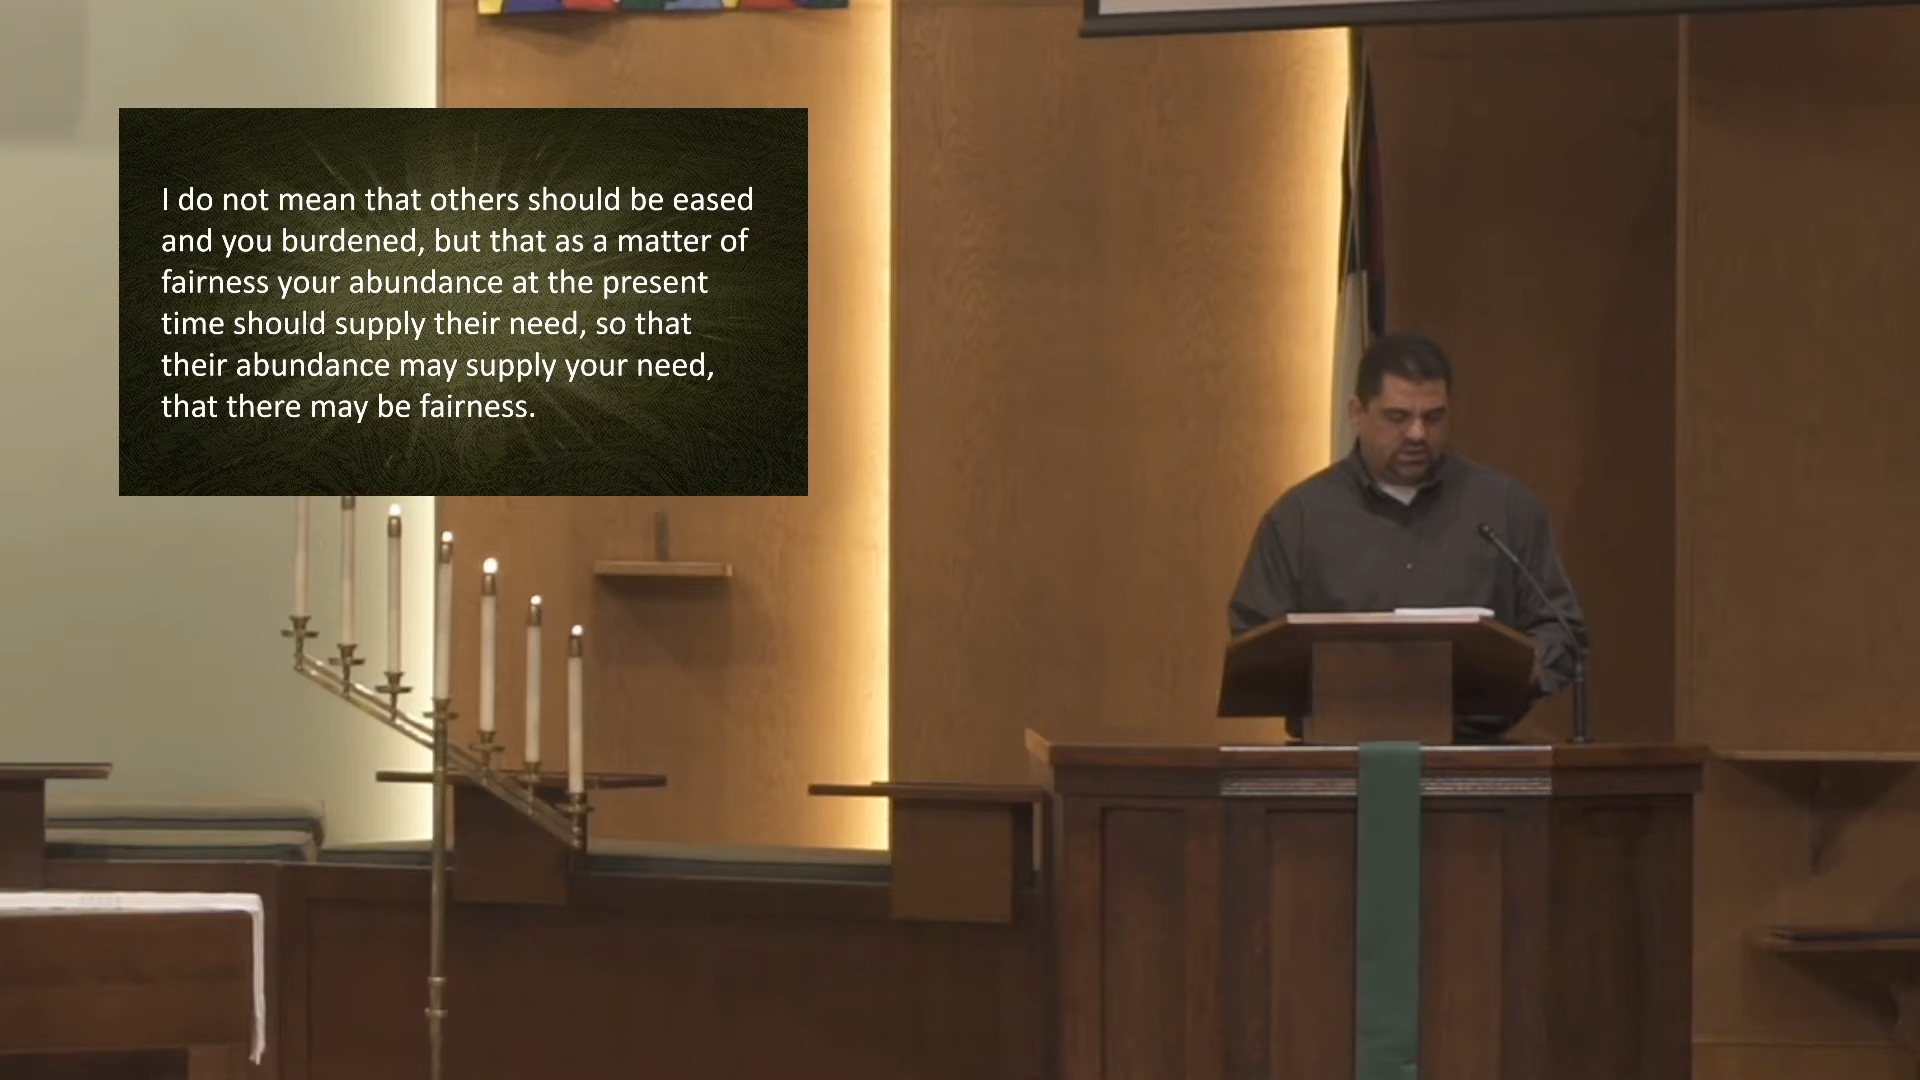 I do not mean that others should be eased
and you burdened, but that as a matter of
fairness your abundance at the present
time should supply their need, so that
their abundance may supply your need,
that there may be fairness.